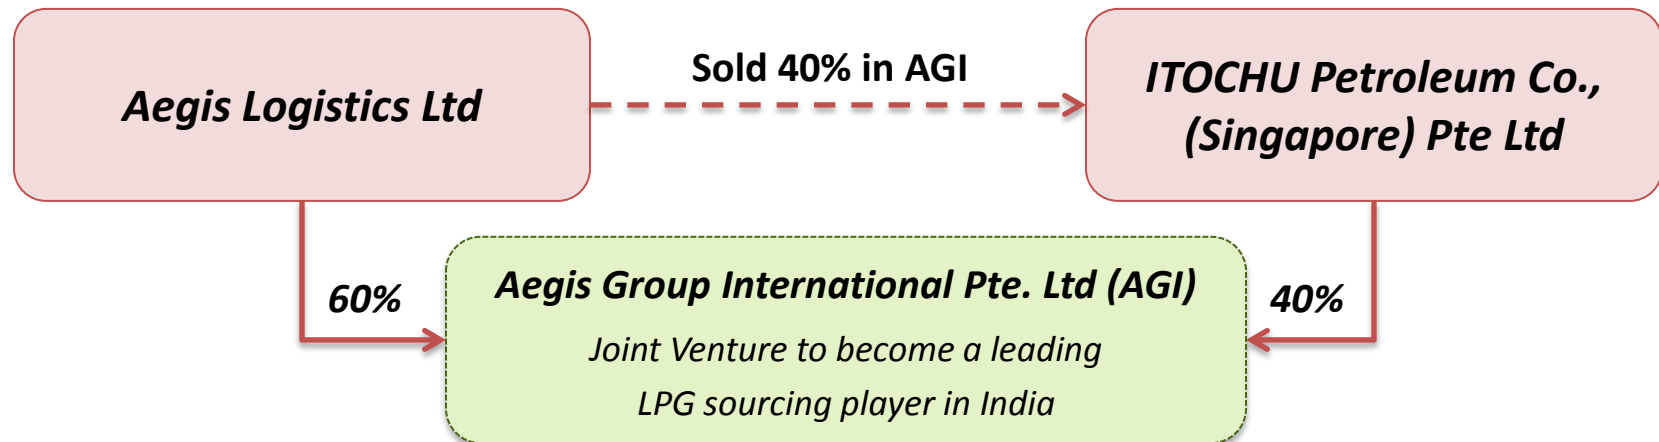 Aegis Logistics Ltd
Sold 40% in AGI
ITOCHU Petroleum Co.,
(Singapore) Pte Ltd
60%
Aegis Group International Pte. Ltd (AGI)
Joint Venture to become a leading
LPG sourcing player in India
40%